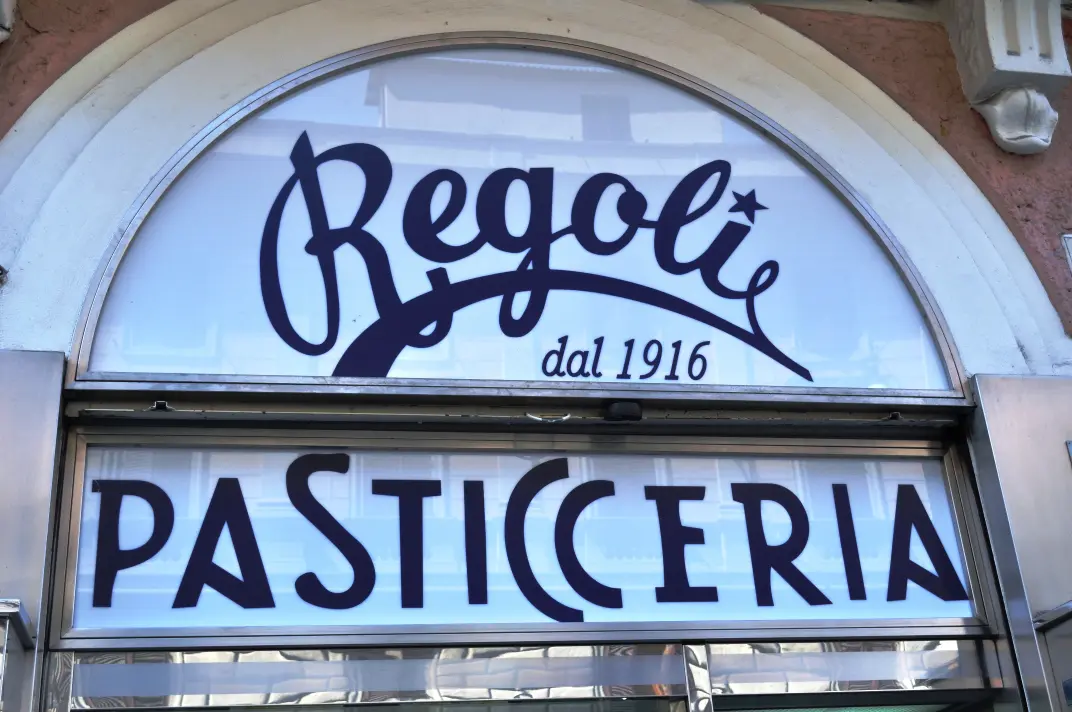 Regoli
dal 1916
PASTICCERIA